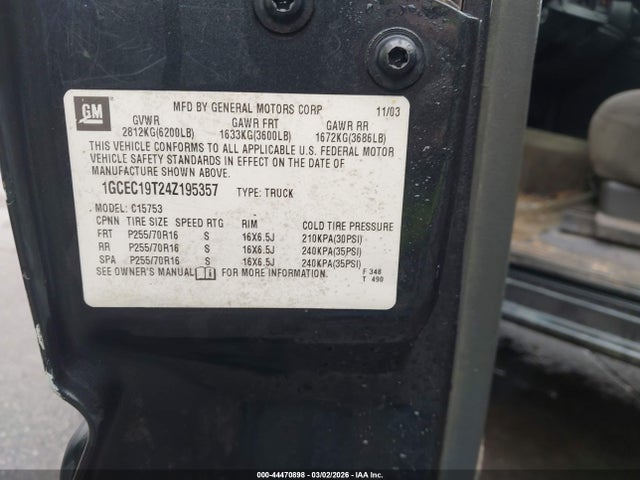 GM
MFD BY GENERAL MOTORS CORP 11/03
GVWR GAWR FRT GAWR RR
2812KG(6200LB) 1633KG(3600LB) 1672KG(3686LB)
THIS VEHICLE CONFORMS TO ALL APPLICABLE U.S. FEDERAL MOTOR
VEHICLE SAFETY STANDARDS IN EFFECT ON THE DATE OF
MANUFACTURE SHOWN ABOVE.
1GCEC19T24Z195357 TYPE: TRUCK
MODEL: C15753
CPNN TIRE SIZE SPEED RTG RIM COLD TIRE PRESSURE
FRT P255/70R16 S 16X6.5J 210KPA(30PSI)
RR P255/70R16 S 16X6.5J 240KPA(35PSI)
SPA P255/70R16 S 16X6.5J 240KPA(35PSI)
SEE OWNER'S MANUAL FOR MORE INFORMATION.
F 348
T 490
000-44470898 - 03/02/2026 - IAA Inc.